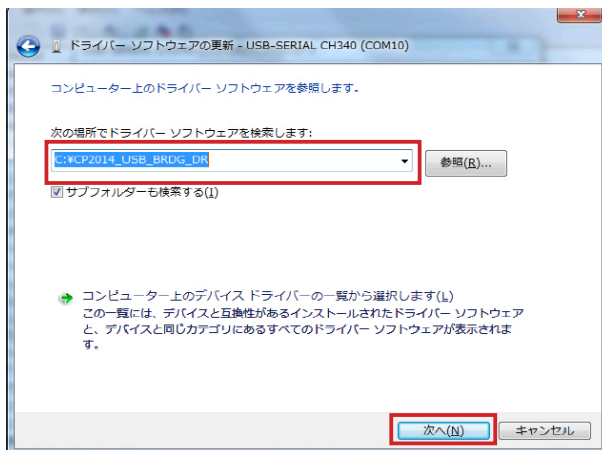 ドライバー ソフトウェアの更新 - USB-SERIAL CH340 (COM10)
コンピューター上のドライバー ソフトウェアを参照します。
次の場所でドライバー ソフトウェアを検索します:
C:¥CP2014_USB_BRDG_DR
参照(R)...
サブフォルダーも検索する(I)
コンピューター上のデバイス ドライバーの一覧から選択します(L)
この一覧には、デバイスと互換性があるインストールされたドライバー ソフトウェア
と、デバイスと同じカテゴリにあるすべてのドライバー ソフトウェアが表示されま
す。
次へ(N)
キャンセル